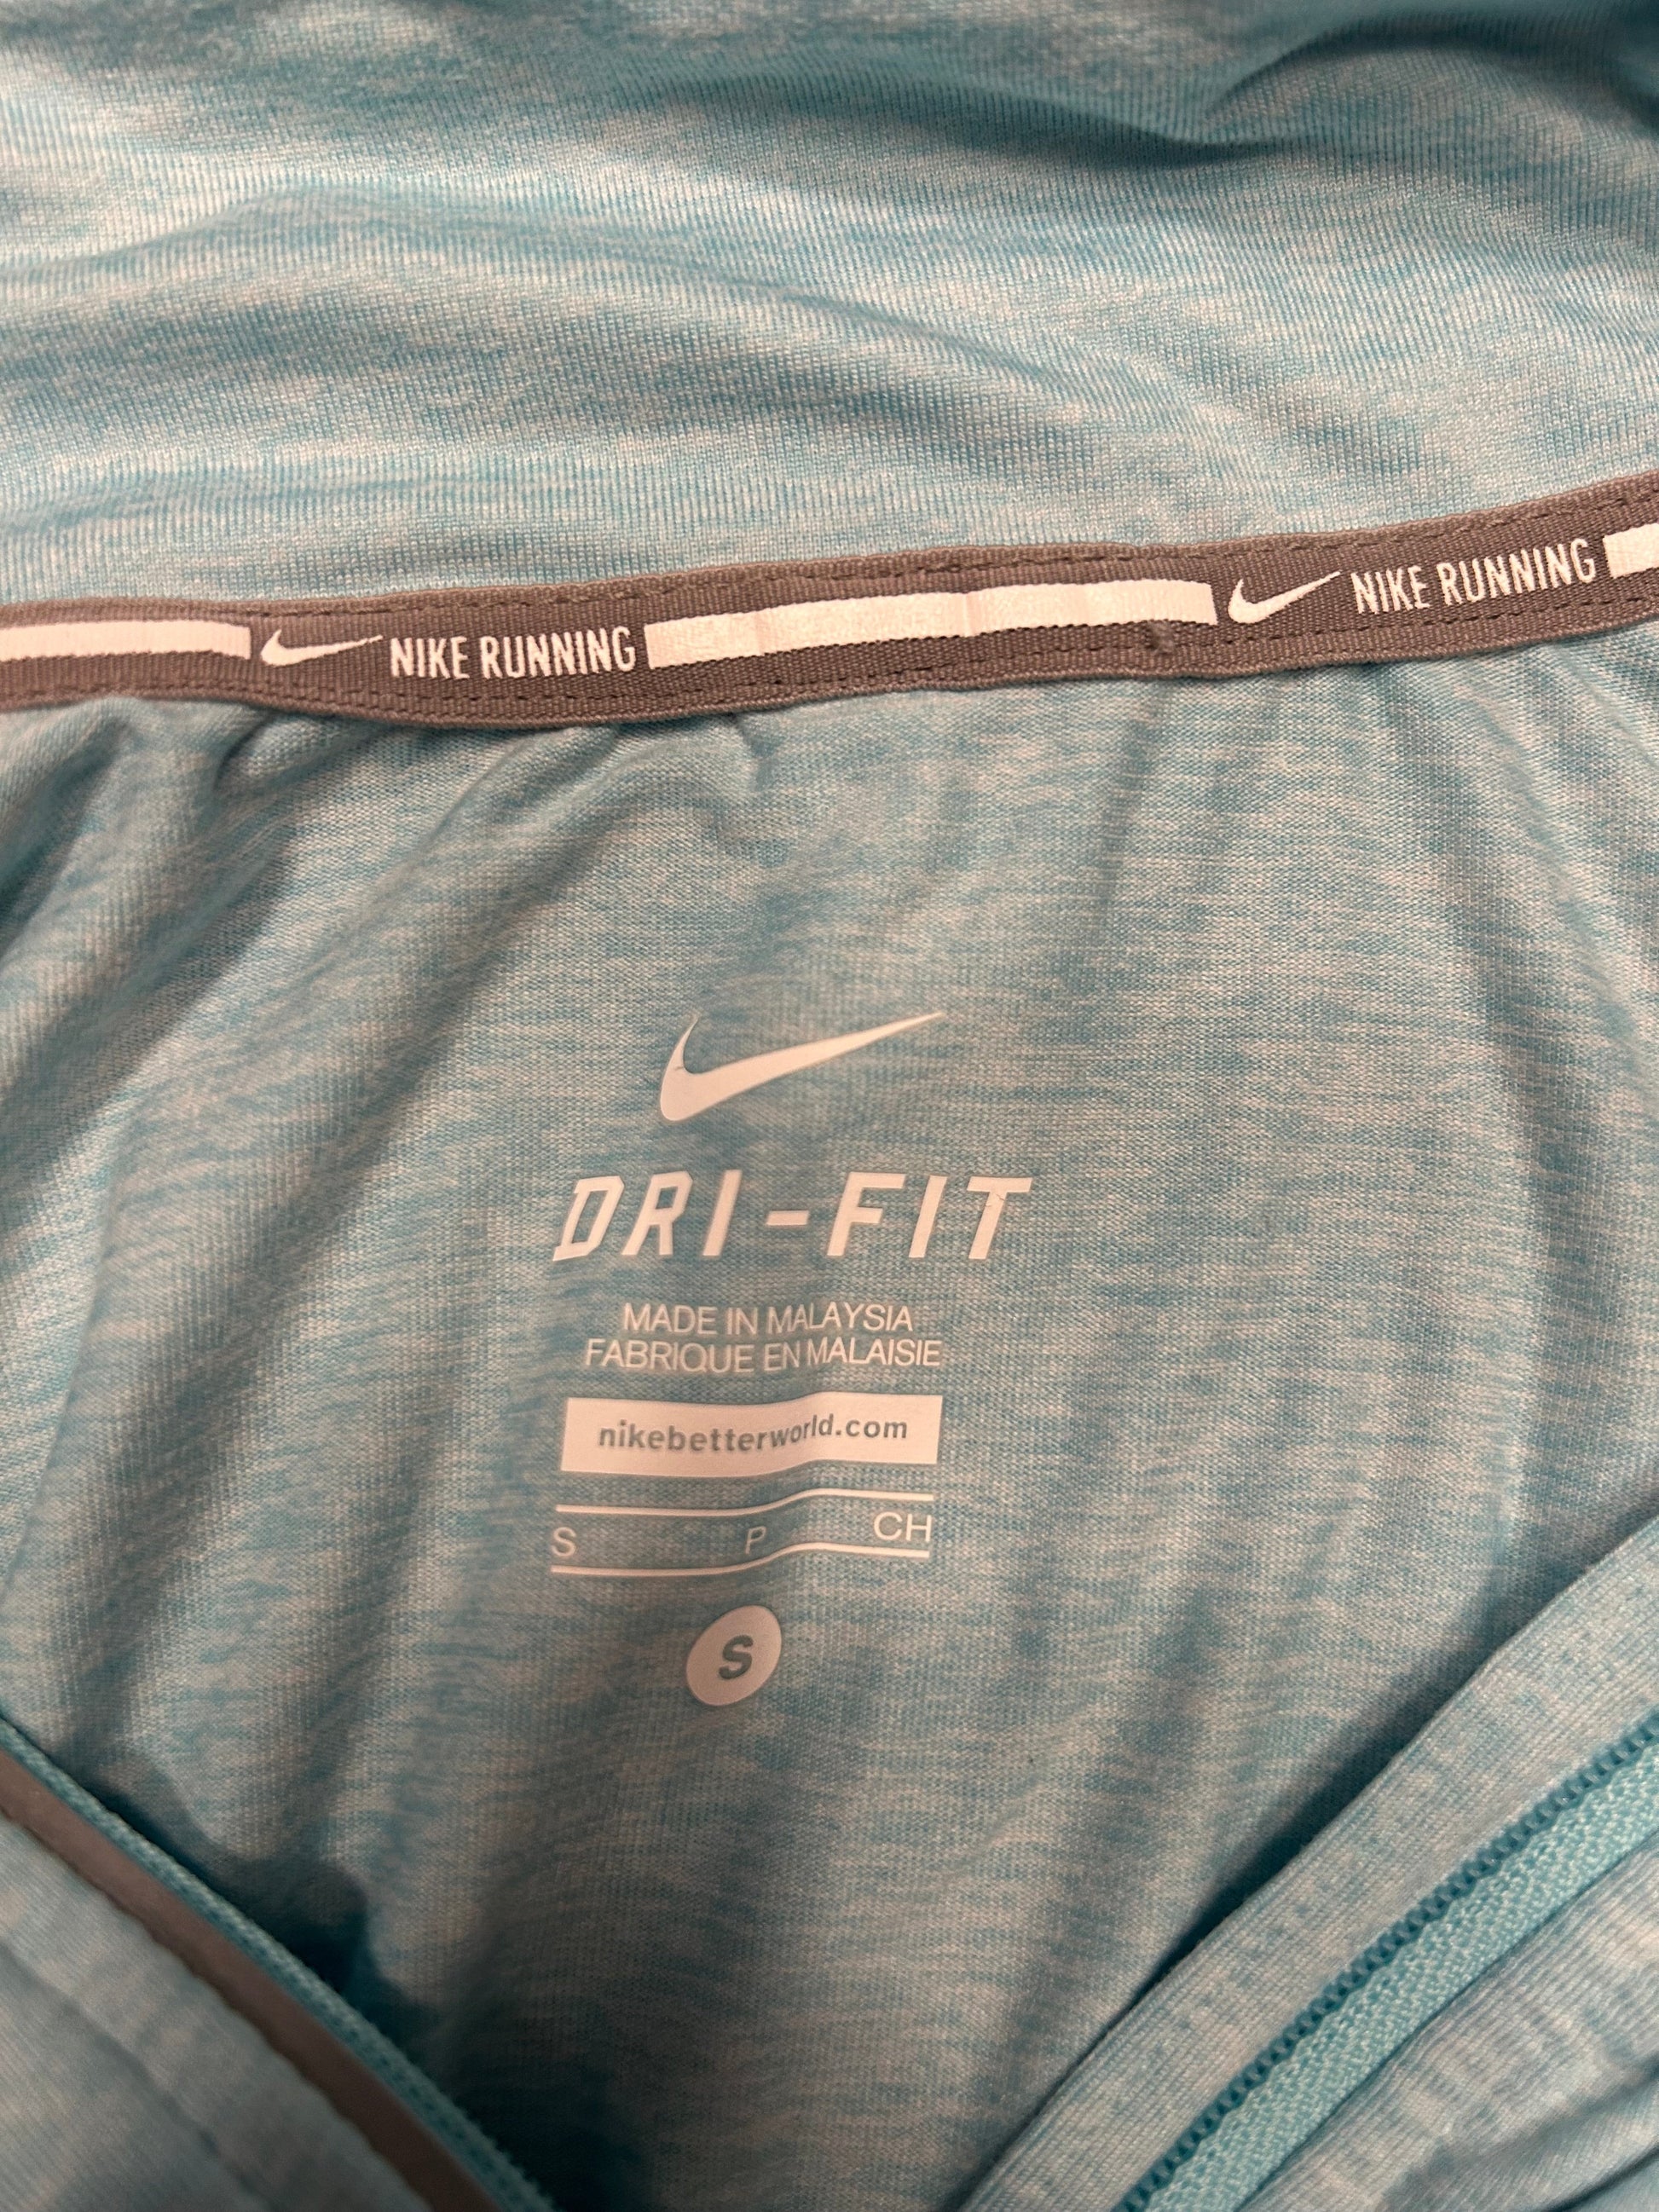 NIKE RUNNING NIKE RUNNING
DRI-FIT
MADE IN MALAYSIA
FABRIQUE EN MALAISIE
nikebetterworld.com
S P CH
S